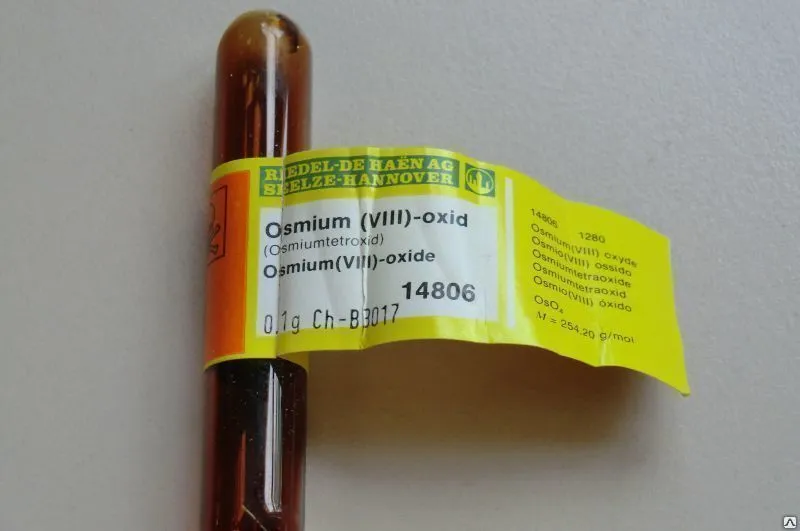 RIEDEL-DE HAËN AG
SEELZE-HANNOVER
Osmium (VIII)-oxid
(Osmiumtetroxid)
Osmium(VIII)-oxide
14806
0.1g Ch-B3017
14806 1280
Osmium(VIII) oxyde
Osmio(VIII) ossido
Osmiumtetraoxide
Osmiumtetraoxid
Osmio(VIII) óxido
OsO₄
M = 254.20 g/mol